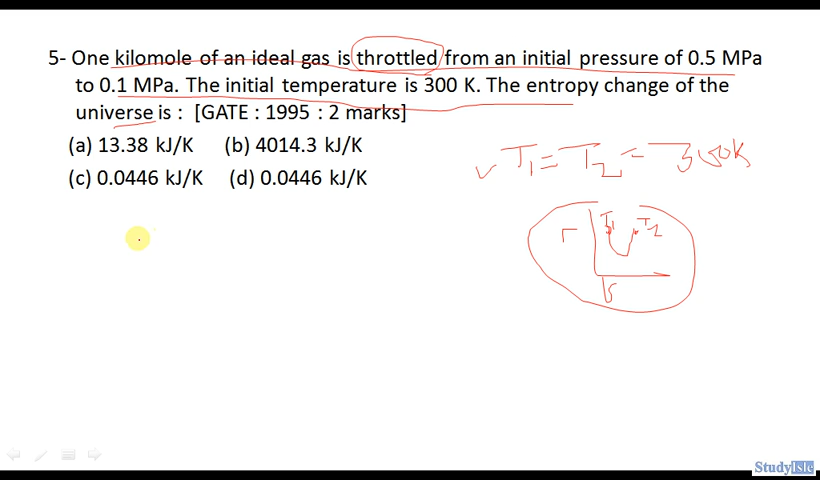 5- One kilomole of an ideal gas is throttled from an initial pressure of 0.5 MPa
to 0.1 MPa. The initial temperature is 300 K. The entropy change of the
universe is : [GATE : 1995 : 2 marks]
(a) 13.38 kJ/K (b) 4014.3 kJ/K
(c) 0.0446 kJ/K (d) 0.0446 kJ/K
T1 = T2 = 300K
T1 T2
StudyIsle